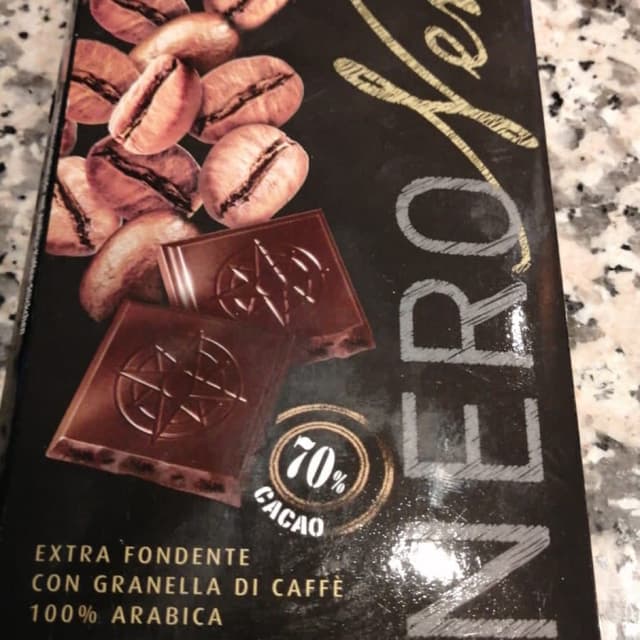 NERO
70%
CACAO
EXTRA FONDENTE
CON GRANELLA DI CAFFÈ
100% ARABICA